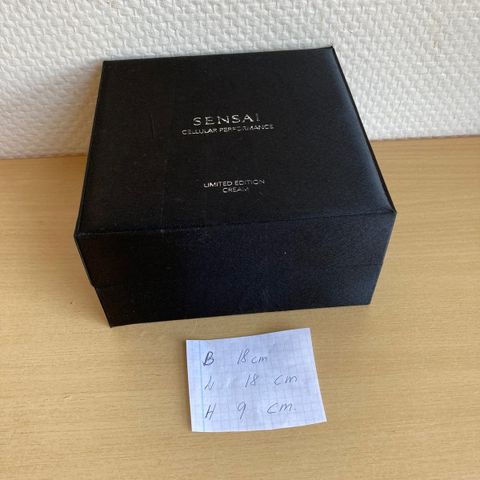 SENSAI
CELLULAR PERFORMANCE
LIMITED EDITION
CREAM
B 18 cm
L 18 cm
H 9 cm.